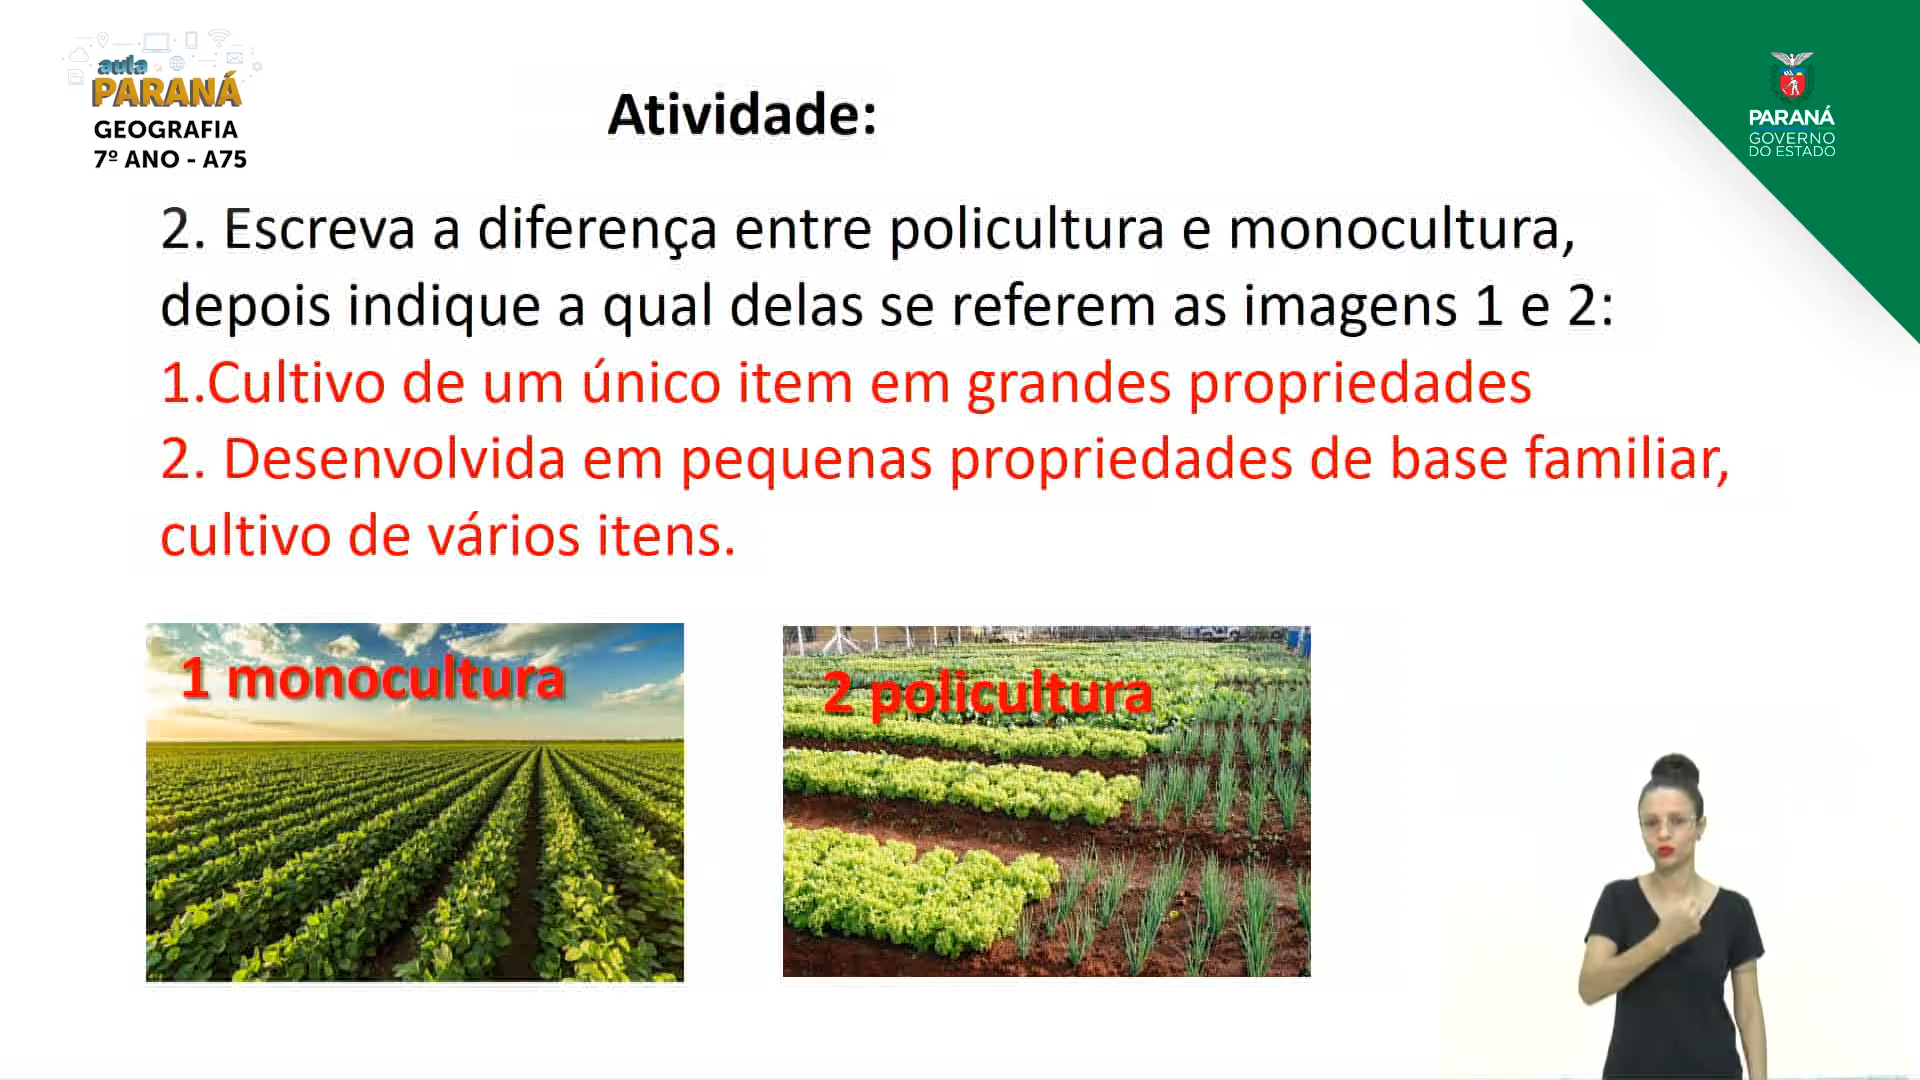 aula
PARANÁ
GEOGRAFIA
7º ANO - A75
Atividade:
PARANÁ
GOVERNO
DO ESTADO
2. Escreva a diferença entre policultura e monocultura,
depois indique a qual delas se referem as imagens 1 e 2:
1.Cultivo de um único item em grandes propriedades
2. Desenvolvida em pequenas propriedades de base familiar,
cultivo de vários itens.
1 monocultura
2 policultura